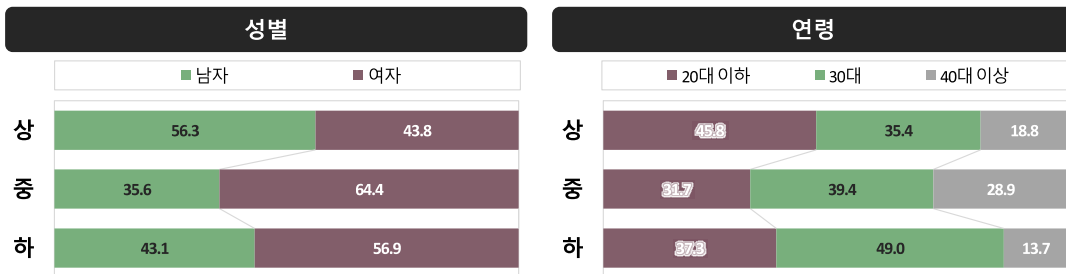 성별
연령
남자 여자
20대 이하 30대 40대 이상
상 56.3 43.8
상 45.8 35.4 18.8
중 35.6 64.4
중 31.7 39.4 28.9
하 43.1 56.9
하 37.3 49.0 13.7